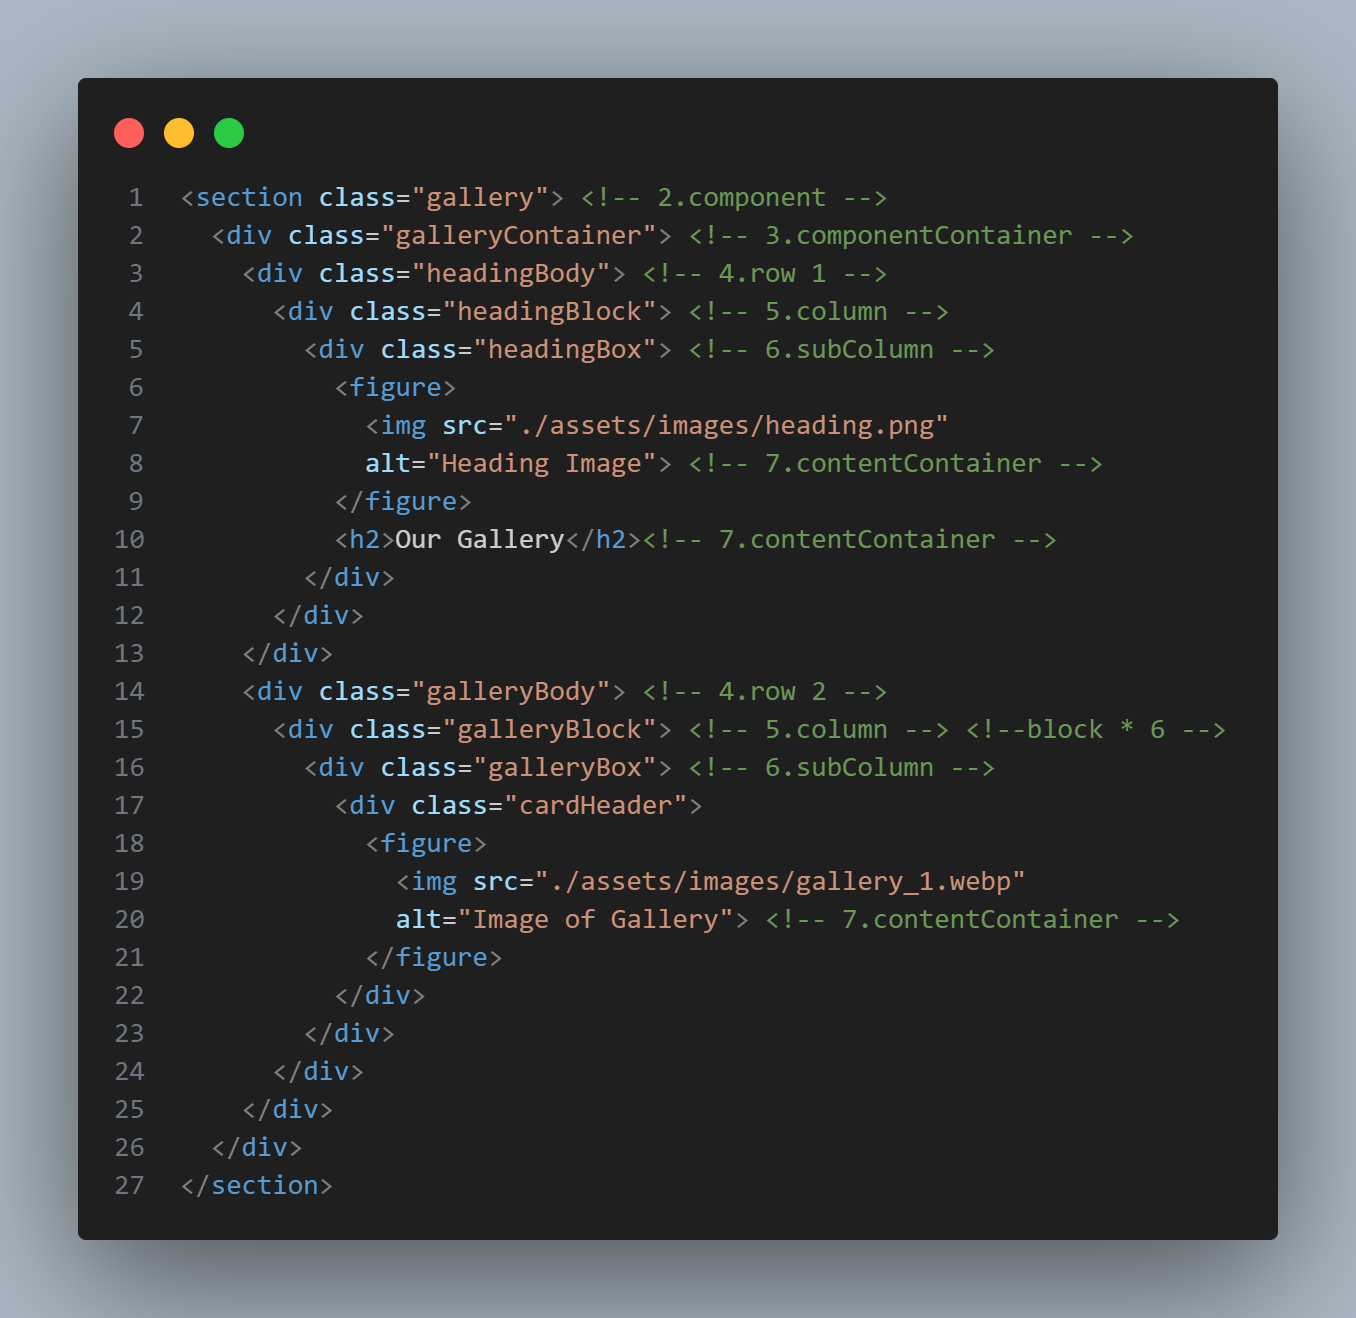 1 <section class="gallery"> <!-- 2.component -->
2   <div class="galleryContainer"> <!-- 3.componentContainer -->
3     <div class="headingBody"> <!-- 4.row 1 -->
4       <div class="headingBlock"> <!-- 5.column -->
5         <div class="headingBox"> <!-- 6.subColumn -->
6           <figure>
7             <img src="./assets/images/heading.png"
8             alt="Heading Image"> <!-- 7.contentContainer -->
9           </figure>
10           <h2>Our Gallery</h2><!-- 7.contentContainer -->
11         </div>
12       </div>
13     </div>
14     <div class="galleryBody"> <!-- 4.row 2 -->
15       <div class="galleryBlock"> <!-- 5.column --> <!--block * 6 -->
16         <div class="galleryBox"> <!-- 6.subColumn -->
17           <div class="cardHeader">
18             <figure>
19               <img src="./assets/images/gallery_1.webp"
20               alt="Image of Gallery"> <!-- 7.contentContainer -->
21             </figure>
22           </div>
23         </div>
24       </div>
25     </div>
26   </div>
27 </section>